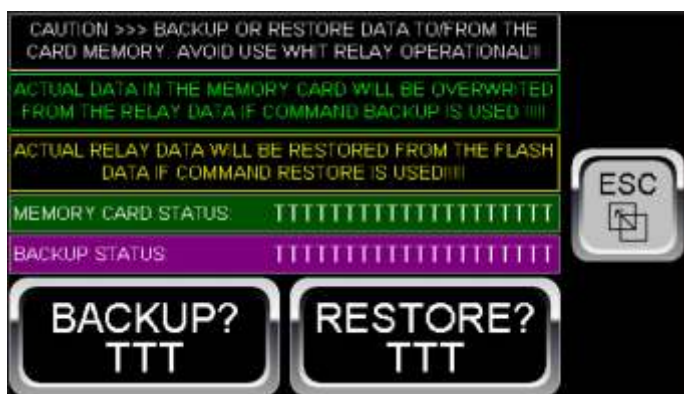 CAUTION >>> BACKUP OR RESTORE DATA TO/FROM THE
CARD MEMORY. AVOID USE WHIT RELAY OPERATIONAL!!
ACTUAL DATA IN THE MEMORY CARD WILL BE OVERWRITED
FROM THE RELAY DATA IF COMMAND BACKUP IS USED !!!!!
ACTUAL RELAY DATA WILL BE RESTORED FROM THE FLASH
DATA IF COMMAND RESTORE IS USED!!!!!
MEMORY CARD STATUS: TTTTTTTTTTTTTTTTTTTT
BACKUP STATUS: TTTTTTTTTTTTTTTTTTTT
ESC
BACKUP? RESTORE?
TTT TTT